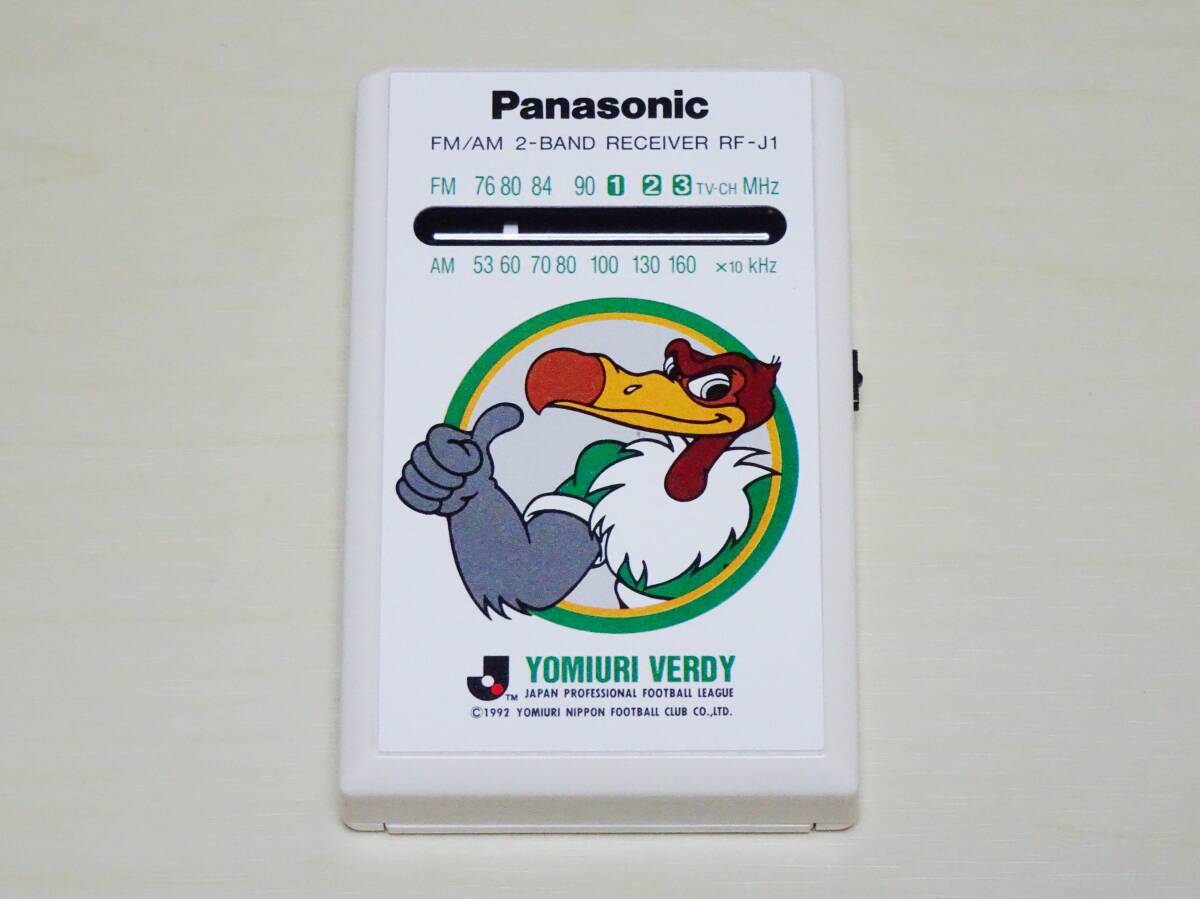 Panasonic
FM/AM 2-BAND RECEIVER RF-J1
FM 76 80 84 90 1 2 3 TV-CH MHz
AM 53 60 70 80 100 130 160 ×10 kHz
J TM YOMIURI VERDY
JAPAN PROFESSIONAL FOOTBALL LEAGUE
©1992 YOMIURI NIPPON FOOTBALL CLUB CO.,LTD.